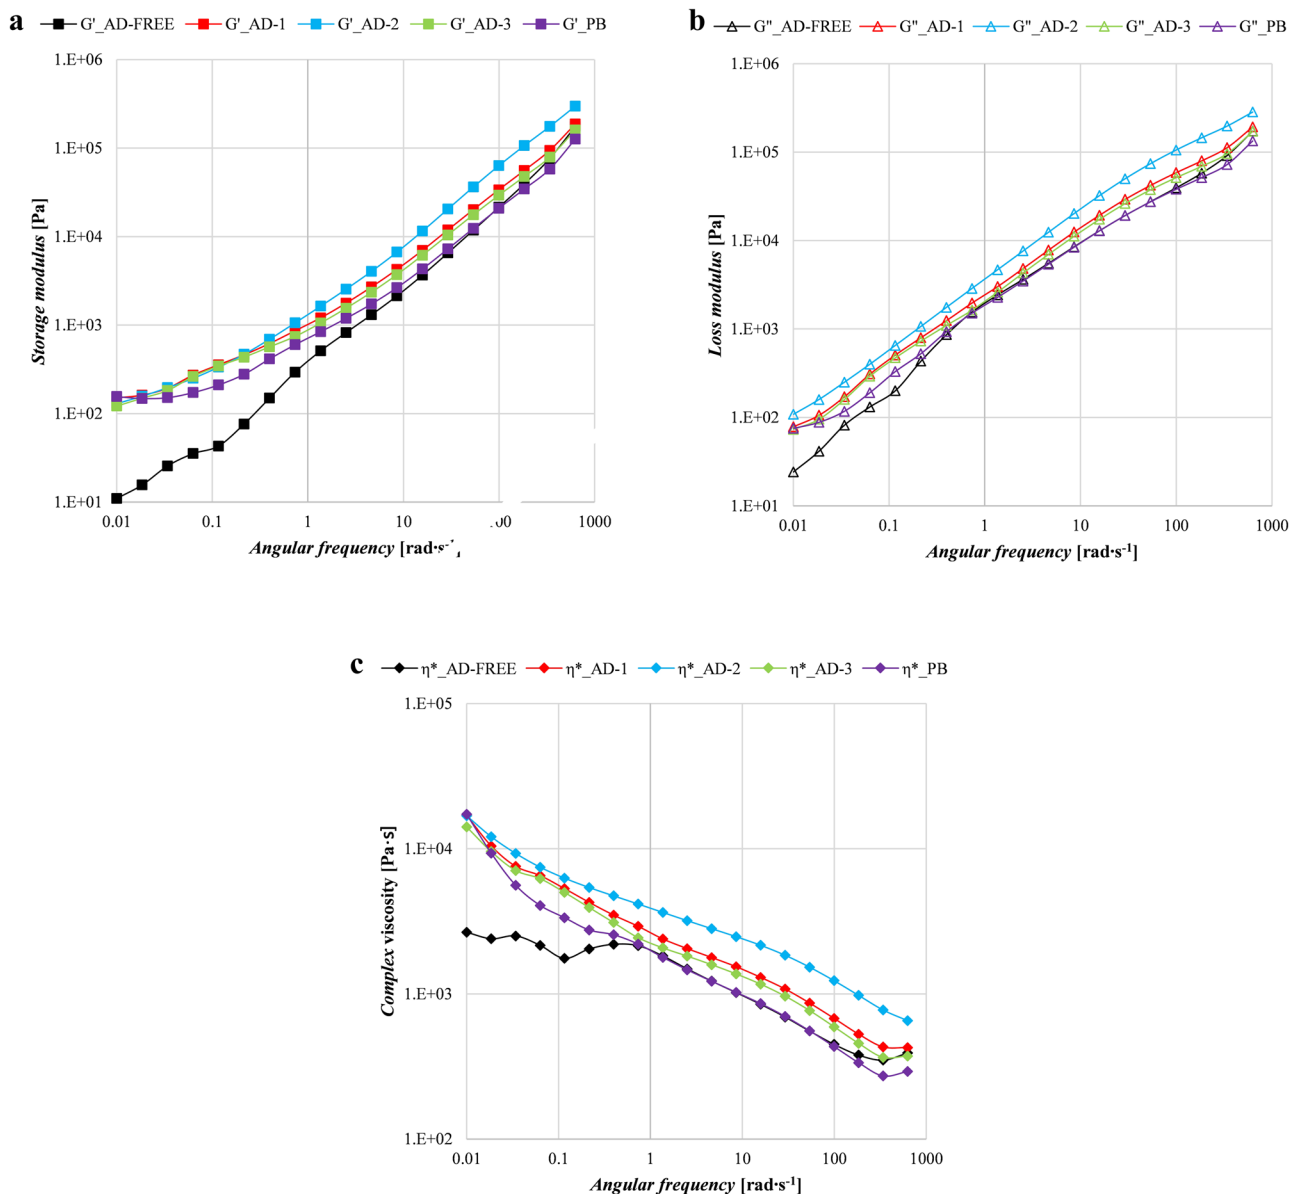 a
G'_AD-FREE G'_AD-1 G'_AD-2 G'_AD-3 G'_PB
1.E+06
1.E+05
1.E+04
1.E+03
1.E+02
1.E+01
Storage modulus [Pa]
0.01 0.1 1 10 1000
Angular frequency [rad·s⁻¹
b
G"_AD-FREE G"_AD-1 G"_AD-2 G"_AD-3 G"_PB
1.E+06
1.E+05
1.E+04
1.E+03
1.E+02
1.E+01
Loss modulus [Pa]
0.01 0.1 1 10 100 1000
Angular frequency [rad·s⁻¹]
c
η*_AD-FREE η*_AD-1 η*_AD-2 η*_AD-3 η*_PB
1.E+05
1.E+04
1.E+03
1.E+02
Complex viscosity [Pa·s]
0.01 0.1 1 10 100 1000
Angular frequency [rad·s⁻¹]